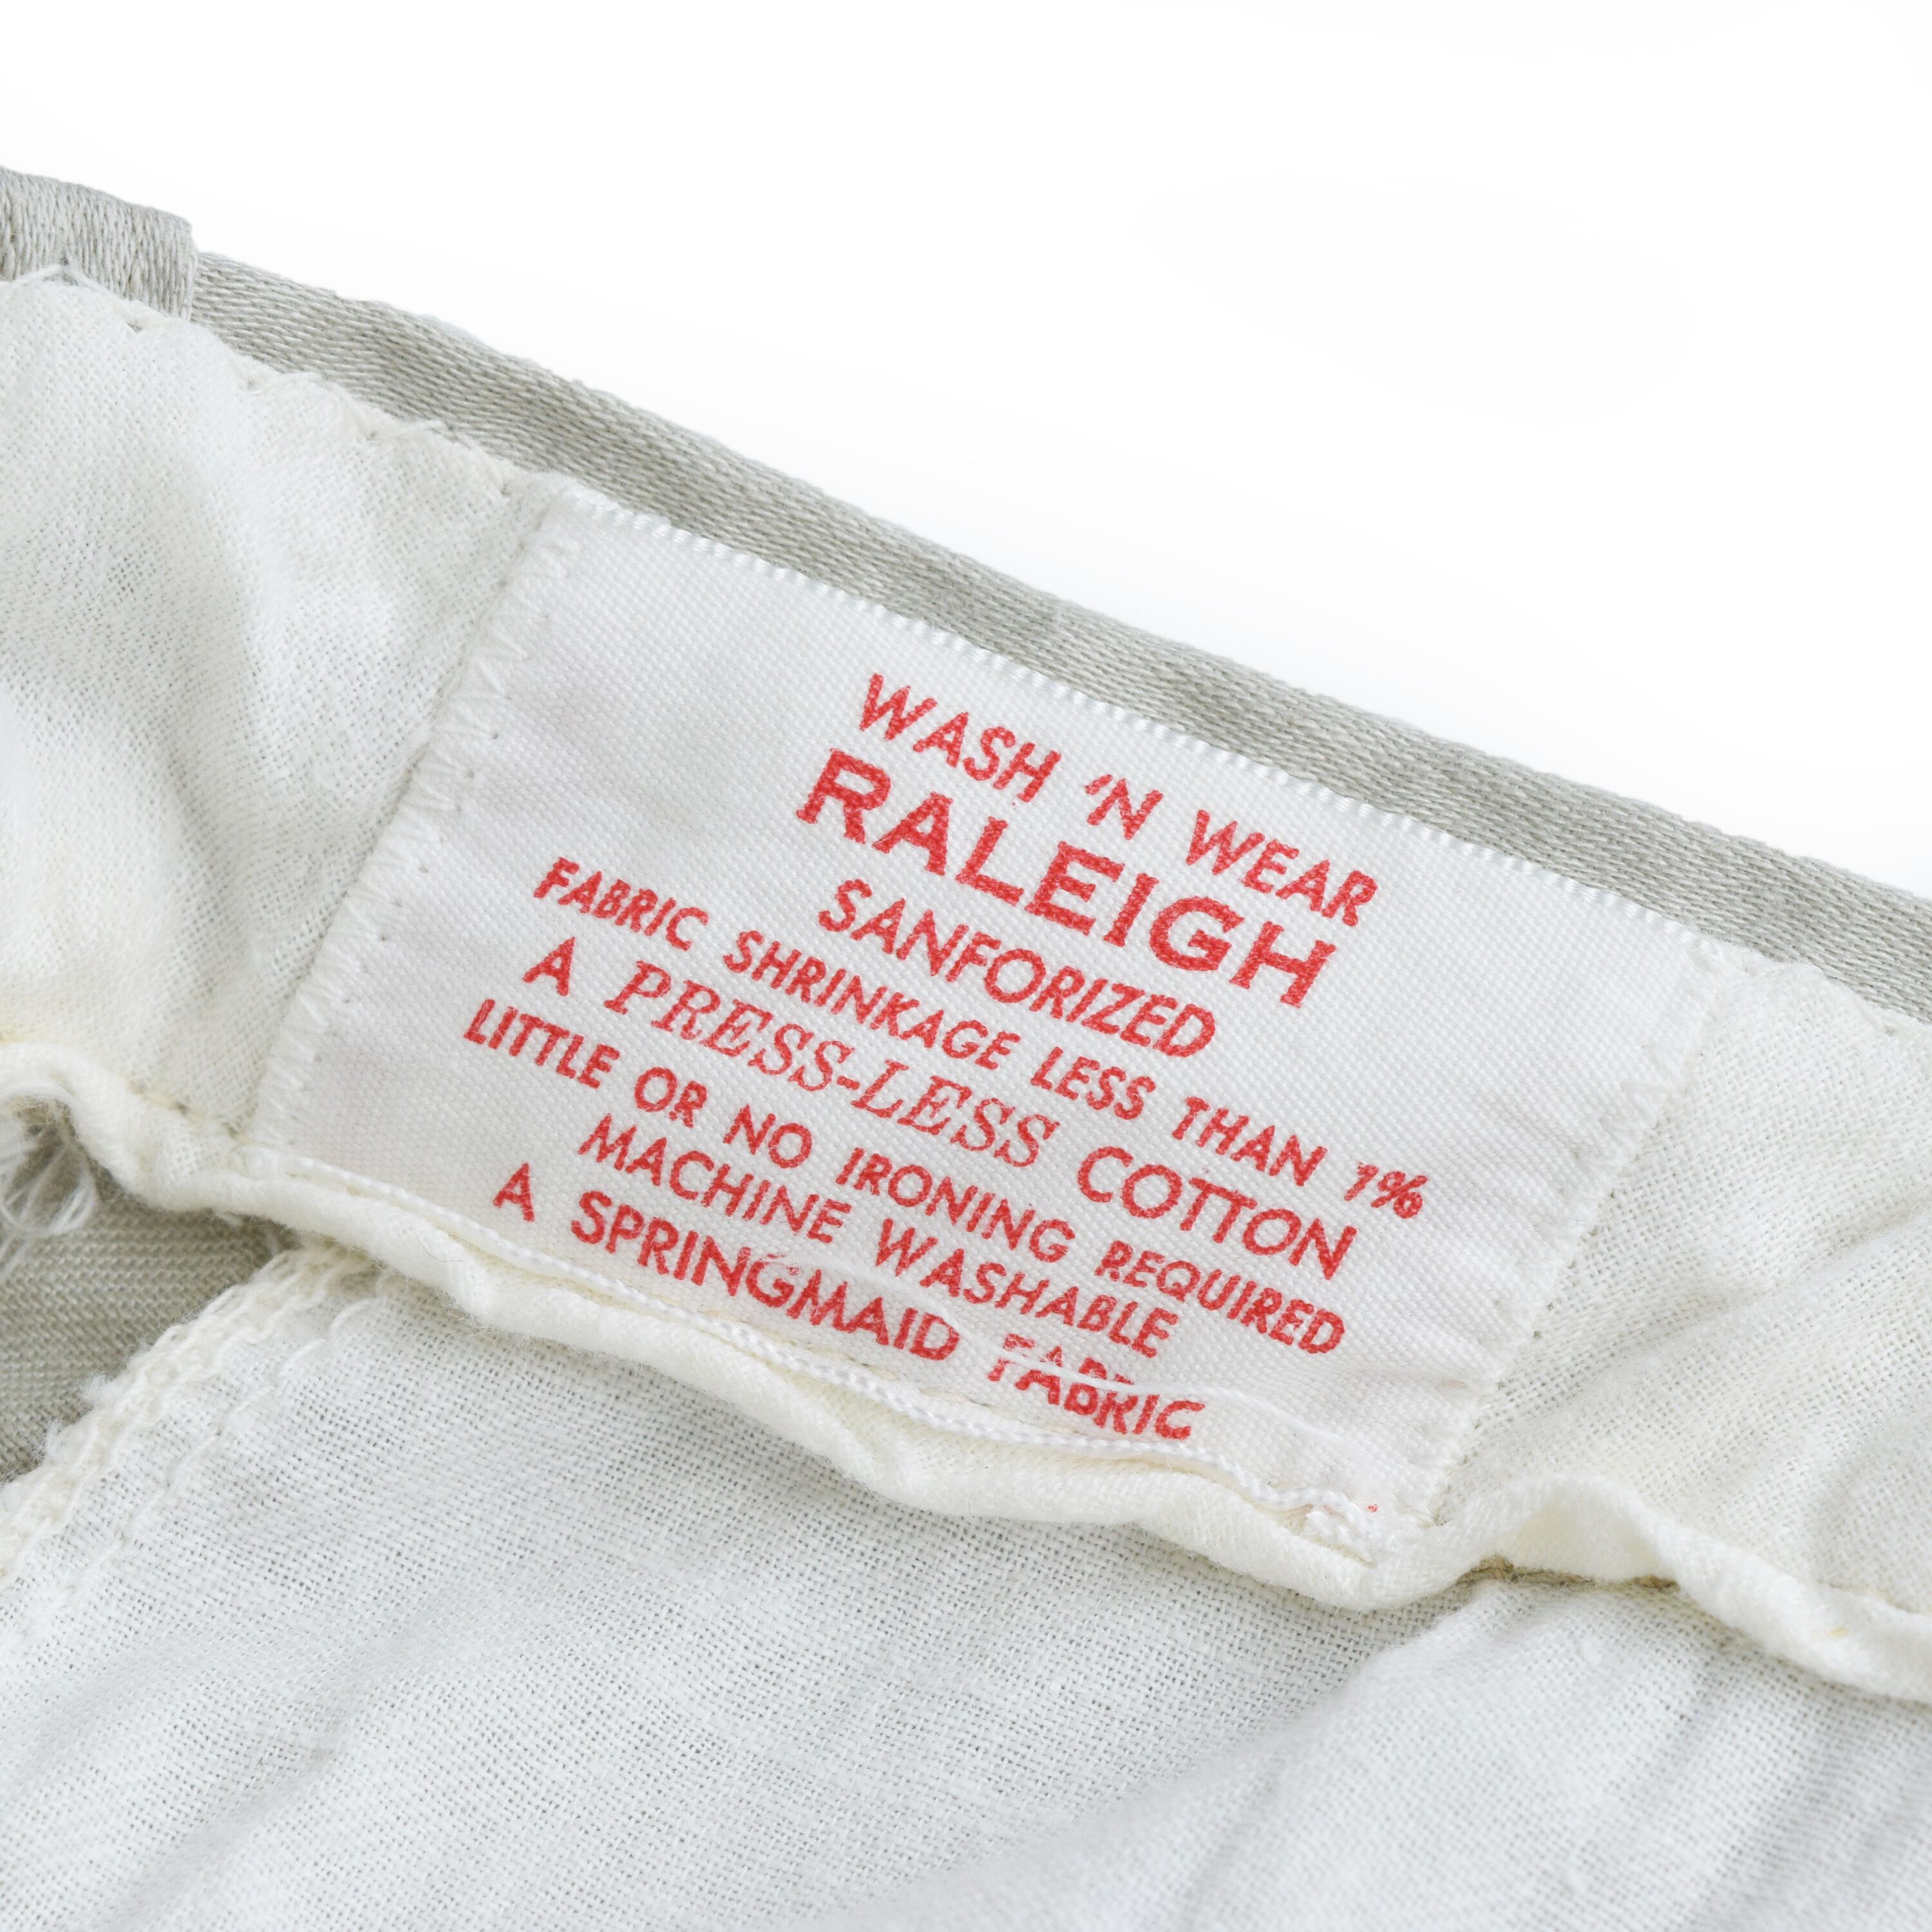 WASH 'N WEAR
RALEIGH
SANFORIZED
FABRIC SHRINKAGE LESS THAN 1%
A PRESS-LESS COTTON
LITTLE OR NO IRONING REQUIRED
MACHINE WASHABLE
A SPRINGMAID FABRIC